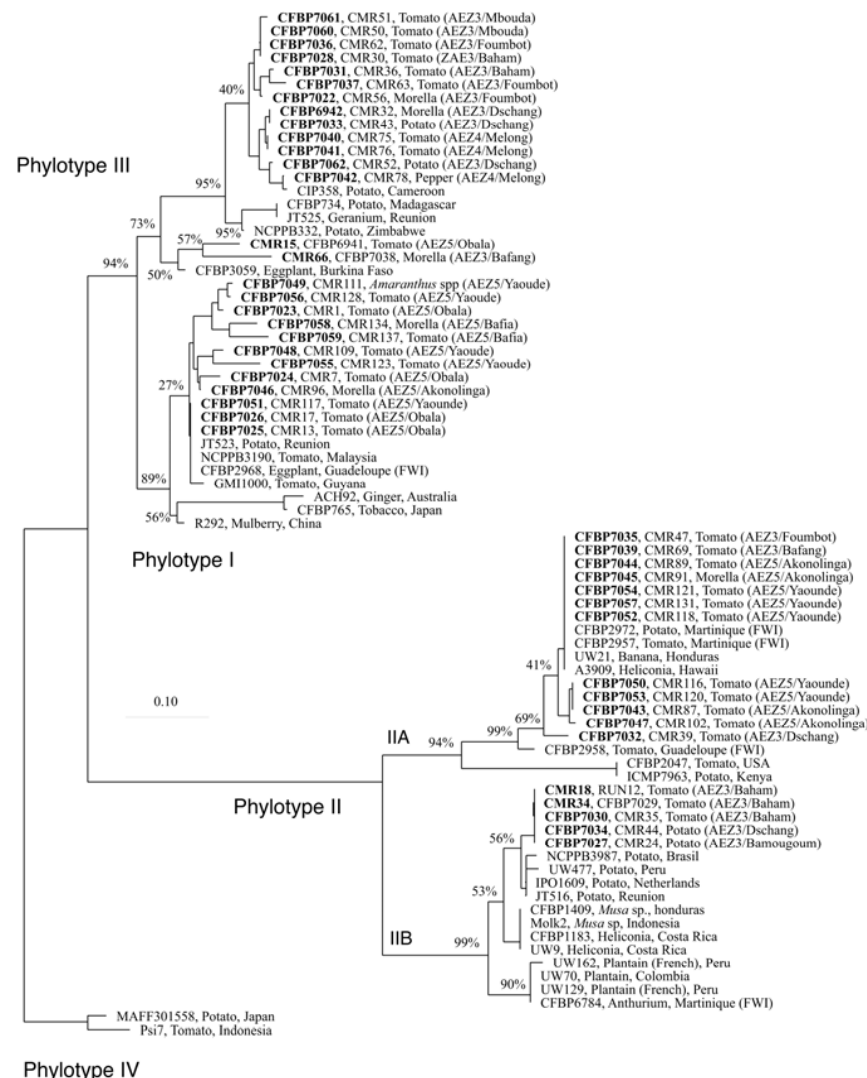 CFBP7061, CMR51, Tomato (AEZ3/Mbouda)
CFBP7060, CMR50, Tomato (AEZ3/Mbouda)
CFBP7036, CMR62, Tomato (AEZ3/Foumbot)
CFBP7028, CMR30, Tomato (ZAE3/Baham)
CFBP7031, CMR36, Tomato (AEZ3/Baham)
40%
CFBP7037, CMR63, Tomato (AEZ3/Foumbot)
CFBP7022, CMR56, Morella (AEZ3/Foumbot)
CFBP6942, CMR32, Morella (AEZ3/Dschang)
CFBP7033, CMR43, Potato (AEZ3/Dschang)
CFBP7040, CMR75, Tomato (AEZ4/Melong)
CFBP7041, CMR76, Tomato (AEZ4/Melong)
Phylotype III
CFBP7062, CMR52, Potato (AEZ3/Dschang)
CFBP7042, CMR78, Pepper (AEZ4/Melong)
95%
CIP358, Potato, Cameroon
CFBP734, Potato, Madagascar
JT525, Geranium, Reunion
73%
95%
NCPPB332, Potato, Zimbabwe
57%
CMR15, CFBP6941, Tomato (AEZ5/Obala)
CMR66, CFBP7038, Morella (AEZ3/Bafang)
94%
50%
CFBP3059, Eggplant, Burkina Faso
CFBP7049, CMR111, Amaranthus spp (AEZ5/Yaoude)
CFBP7056, CMR128, Tomato (AEZ5/Yaoude)
CFBP7023, CMR1, Tomato (AEZ5/Obala)
CFBP7058, CMR134, Morella (AEZ5/Bafia)
CFBP7059, CMR137, Tomato (AEZ5/Bafia)
CFBP7048, CMR109, Tomato (AEZ5/Yaoude)
CFBP7055, CMR123, Tomato (AEZ5/Yaoude)
CFBP7024, CMR7, Tomato (AEZ5/Obala)
27%
CFBP7046, CMR96, Morella (AEZ5/Akonolinga)
CFBP7051, CMR117, Tomato (AEZ5/Yaounde)
CFBP7026, CMR17, Tomato (AEZ5/Obala)
CFBP7025, CMR13, Tomato (AEZ5/Obala)
JT523, Potato, Reunion
NCPPB3190, Tomato, Malaysia
CFBP2968, Eggplant, Guadeloupe (FWI)
89%
GMI1000, Tomato, Guyana
ACH92, Ginger, Australia
CFBP765, Tobacco, Japan
56%
R292, Mulberry, China
Phylotype I
CFBP7035, CMR47, Tomato (AEZ3/Foumbot)
CFBP7039, CMR69, Tomato (AEZ3/Bafang)
CFBP7044, CMR89, Tomato (AEZ5/Akonolinga)
CFBP7045, CMR91, Morella (AEZ5/Akonolinga)
CFBP7054, CMR121, Tomato (AEZ5/Yaounde)
CFBP7057, CMR131, Tomato (AEZ5/Yaounde)
CFBP7052, CMR118, Tomato (AEZ5/Yaounde)
CFBP2972, Potato, Martinique (FWI)
CFBP2957, Tomato, Martinique (FWI)
UW21, Banana, Honduras
41%
A3909, Heliconia, Hawaii
CFBP7050, CMR116, Tomato (AEZ5/Yaounde)
0.10
CFBP7053, CMR120, Tomato (AEZ5/Yaounde)
CFBP7043, CMR87, Tomato (AEZ5/Akonolinga)
69%
CFBP7047, CMR102, Tomato (AEZ5/Akonolinga)
99%
CFBP7032, CMR39, Tomato (AEZ3/Dschang)
IIA
94%
CFBP2958, Tomato, Guadeloupe (FWI)
CFBP2047, Tomato, USA
ICMP7963, Potato, Kenya
CMR18, RUN12, Tomato (AEZ3/Baham)
Phylotype II
CMR34, CFBP7029, Tomato (AEZ3/Baham)
CFBP7030, CMR35, Tomato (AEZ3/Baham)
CFBP7034, CMR44, Potato (AEZ3/Dschang)
56%
CFBP7027, CMR24, Potato (AEZ3/Bamougoum)
NCPPB3987, Potato, Brasil
UW477, Potato, Peru
IPO1609, Potato, Netherlands
53%
JT516, Potato, Reunion
CFBP1409, Musa sp., honduras
Molk2, Musa sp, Indonesia
IIB
CFBP1183, Heliconia, Costa Rica
99%
UW9, Heliconia, Costa Rica
UW162, Plantain (French), Peru
UW70, Plantain, Colombia
90%
UW129, Plantain (French), Peru
CFBP6784, Anthurium, Martinique (FWI)
MAFF301558, Potato, Japan
Psi7, Tomato, Indonesia
Phylotype IV